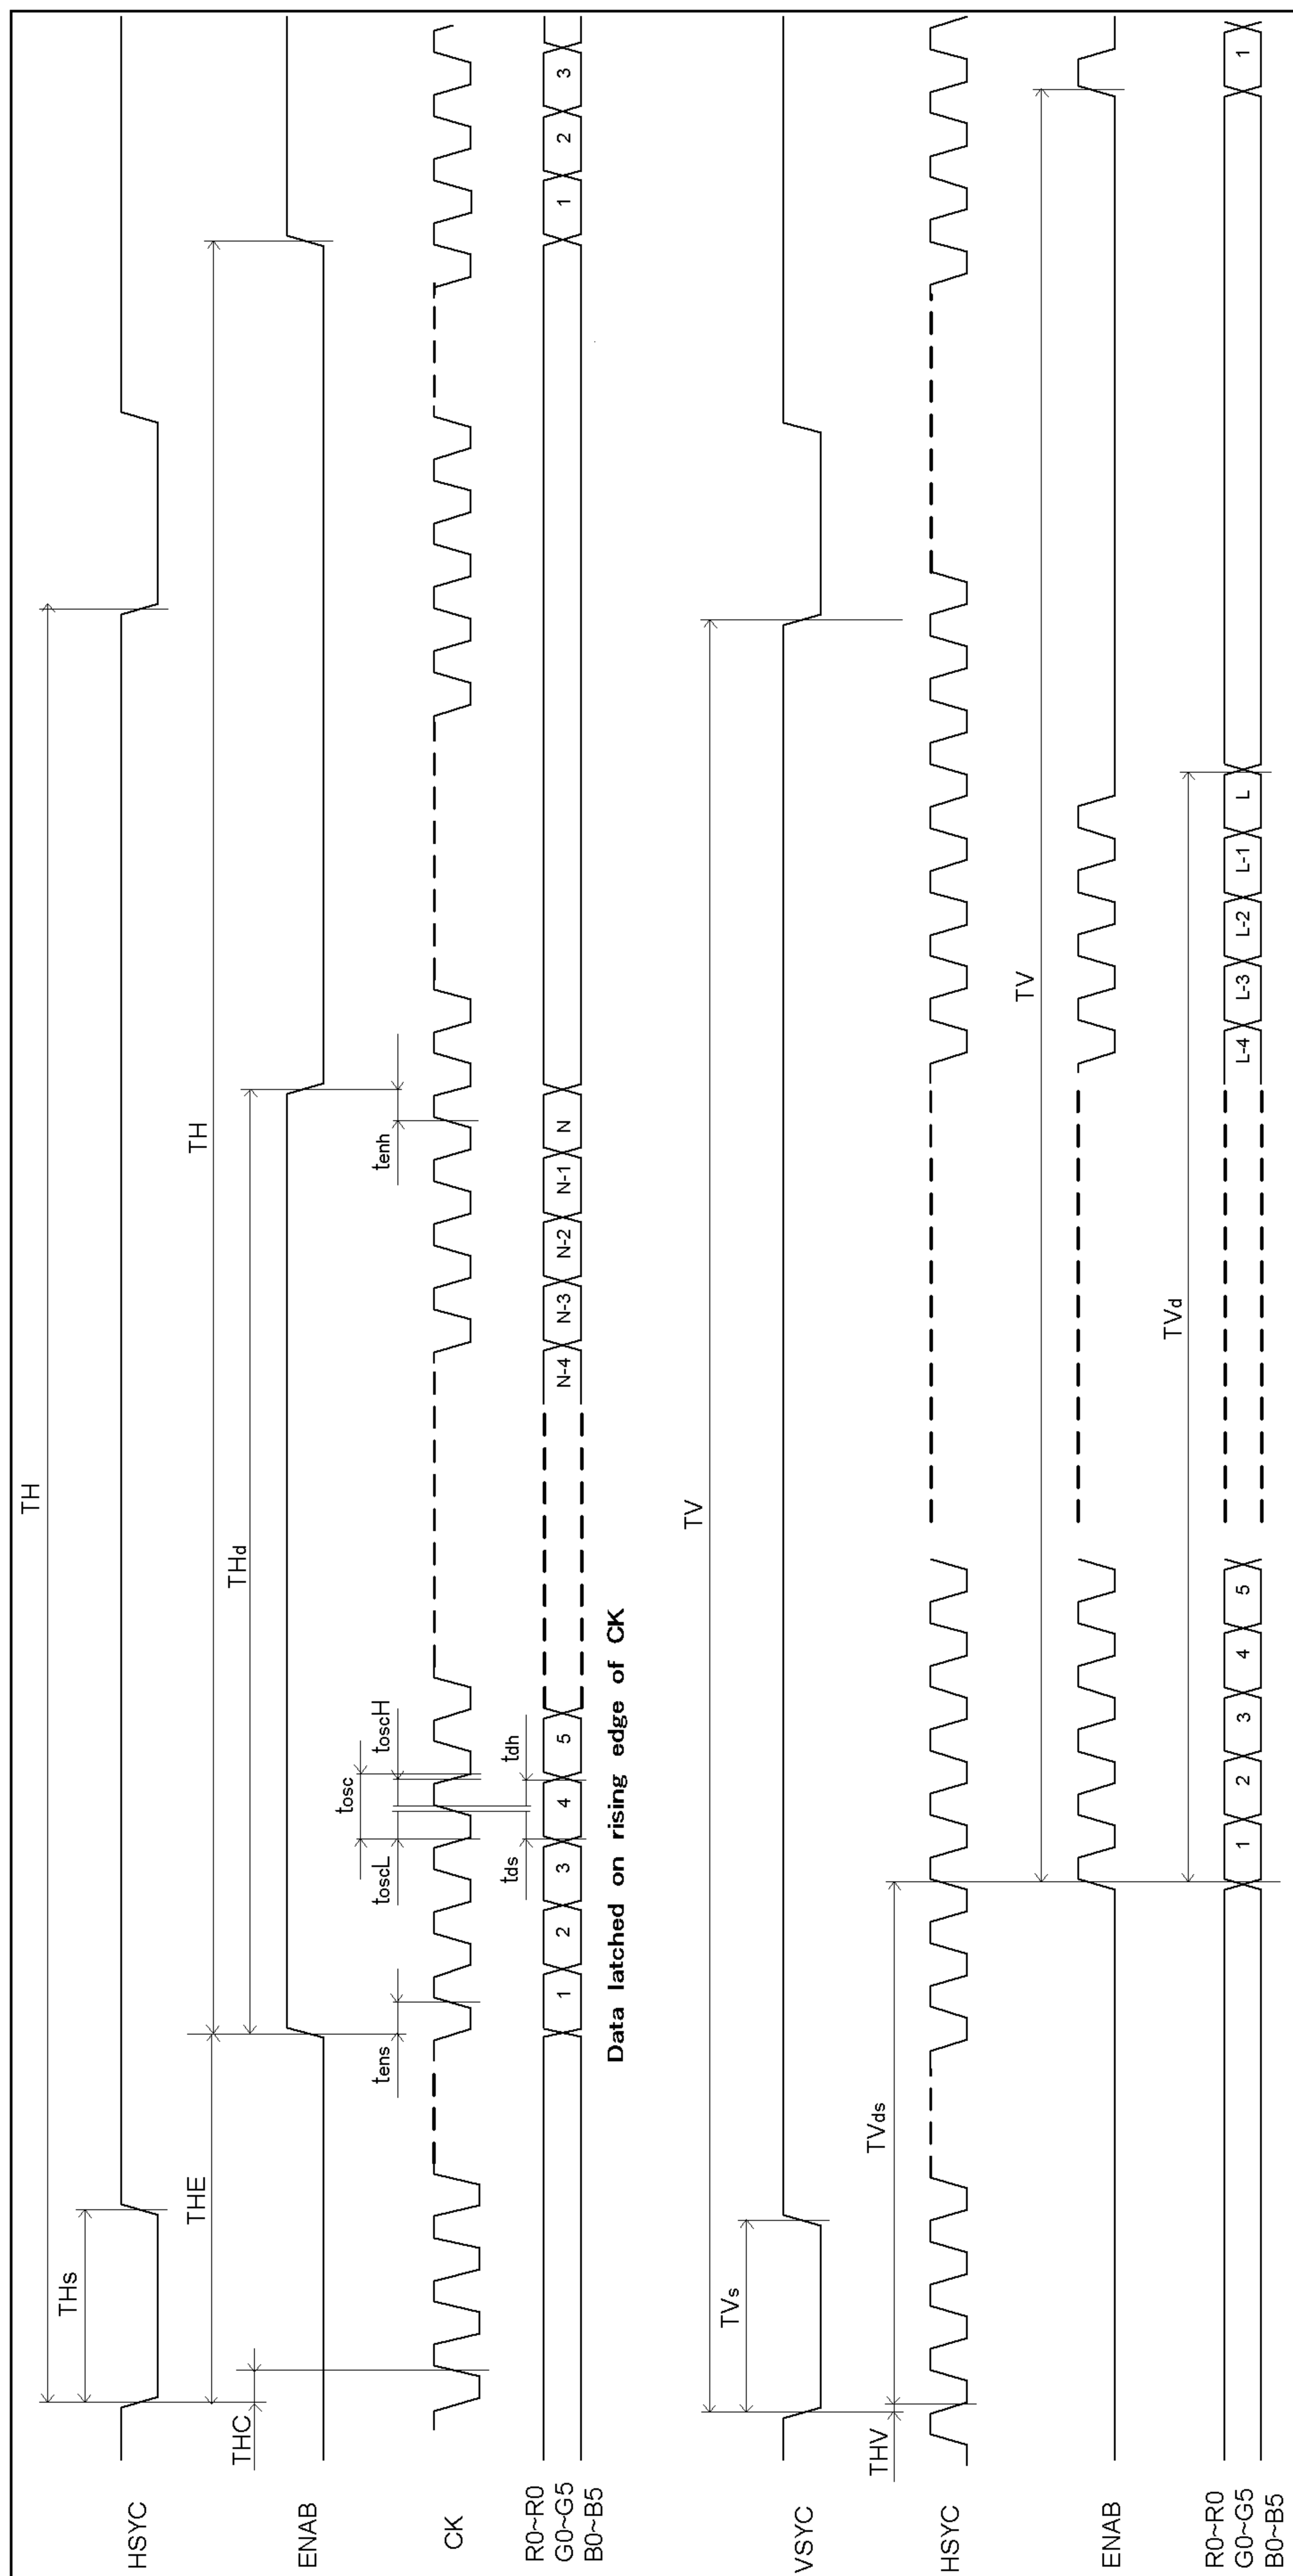 TH
THs
HSYC
TH
THE
THd
THC
ENAB
tosc
toscL
toscH
tens
tenh
CK
tds
tdh
R0~R0
G0~G5
B0~B5
1 2 3 4 5 N-4 N-3 N-2 N-1 N 1 2 3
Data latched on rising edge of CK
TV
TVs
VSYC
THV
TVds
HSYC
TV
ENAB
TVd
R0~R0
G0~G5
B0~B5
1 2 3 4 5 L-4 L-3 L-2 L-1 L 1